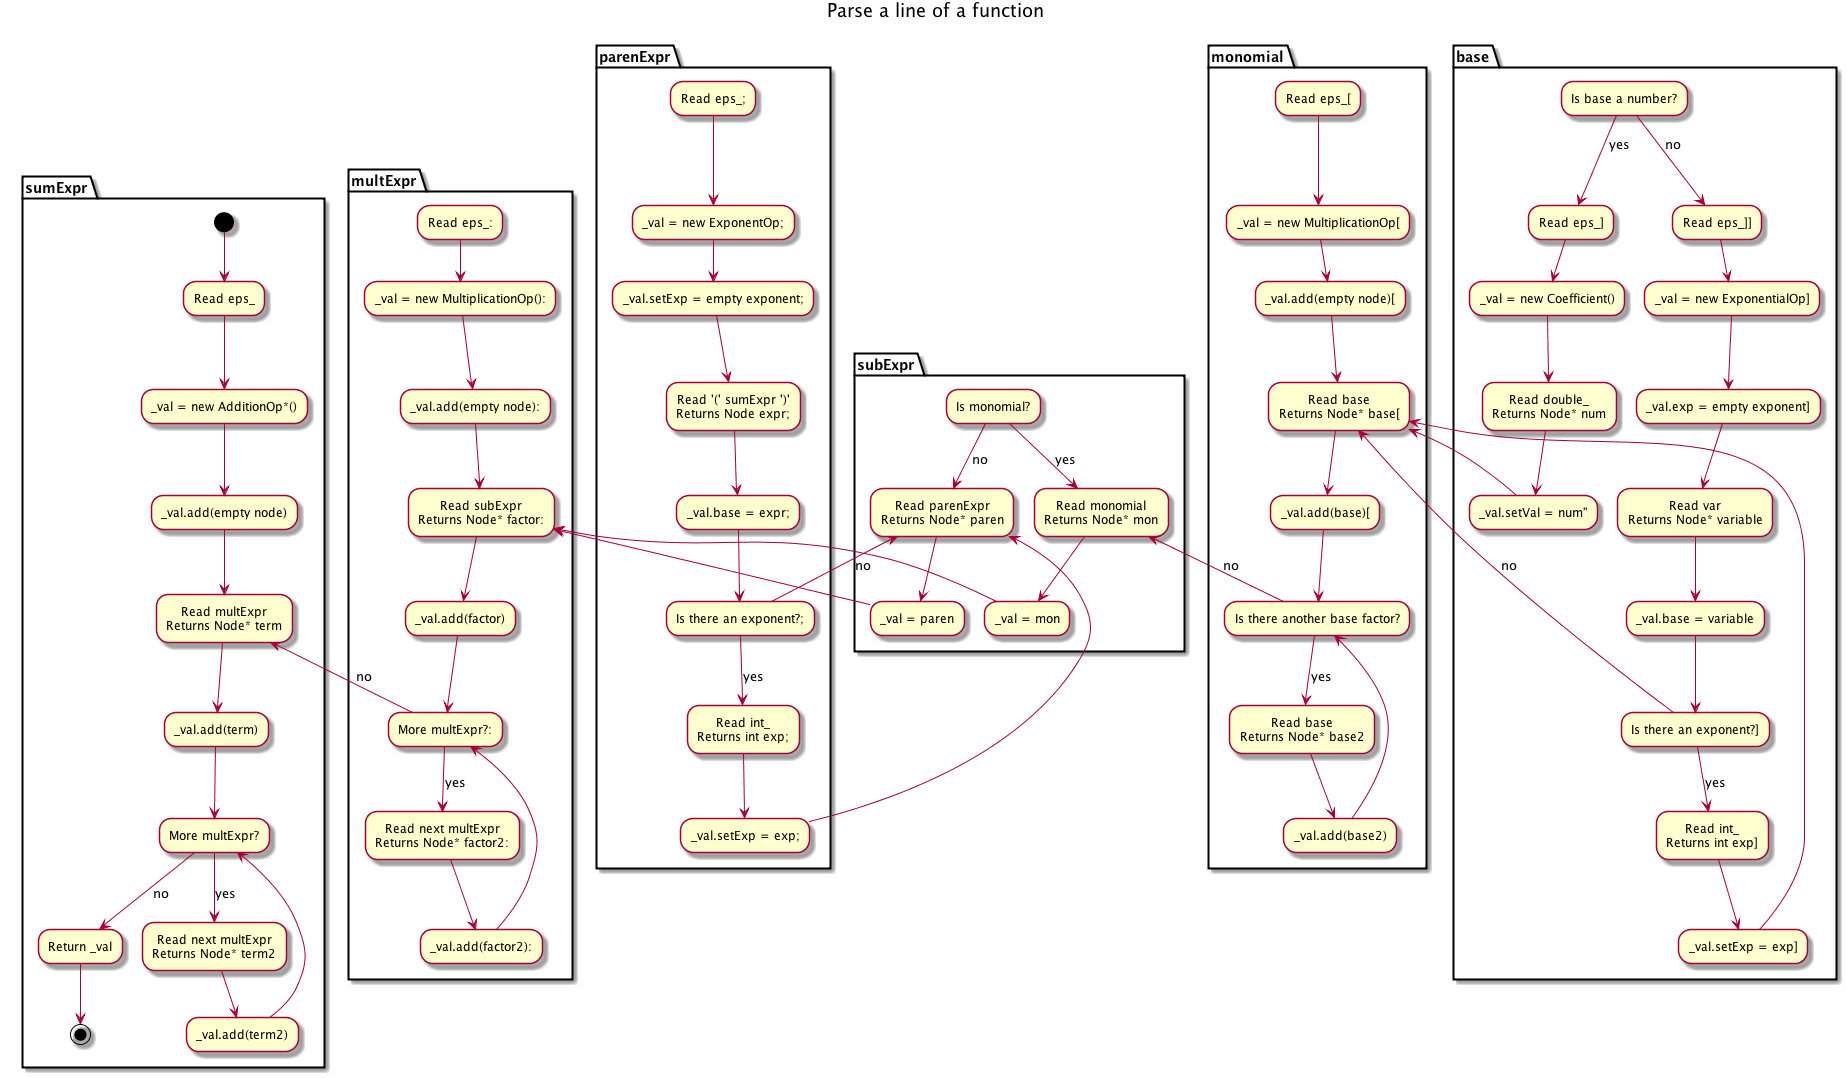 Parse a line of a function
sumExpr
Read eps_
_val = new AdditionOp*()
_val.add(empty node)
Read multExpr
Returns Node* term
_val.add(term)
More multExpr?
no
yes
Return _val
Read next multExpr
Returns Node* term2
_val.add(term2)
multExpr
Read eps_:
_val = new MultiplicationOp():
_val.add(empty node):
Read subExpr
Returns Node* factor:
_val.add(factor)
no
More multExpr?:
yes
Read next multExpr
Returns Node* factor2:
_val.add(factor2):
parenExpr
Read eps_;
_val = new ExponentOp;
_val.setExp = empty exponent;
Read '(' sumExpr ')'
Returns Node expr;
_val.base = expr;
Is there an exponent?;
yes
Read int_
Returns int exp;
_val.setExp = exp;
subExpr
Is monomial?
no
yes
Read parenExpr
Returns Node* paren
Read monomial
Returns Node* mon
no
_val = paren
_val = mon
monomial
Read eps_[
_val = new MultiplicationOp[
_val.add(empty node)[
Read base
Returns Node* base[
_val.add(base)[
no
Is there another base factor?
yes
Read base
Returns Node* base2
_val.add(base2)
base
Is base a number?
yes
no
Read eps_]
Read eps_]]
_val = new Coefficient()
_val = new ExponentialOp]
Read double_
Returns Node* num
_val.exp = empty exponent]
_val.setVal = num"
Read var
Returns Node* variable
no
_val.base = variable
Is there an exponent?]
yes
Read int_
Returns int exp]
_val.setExp = exp]